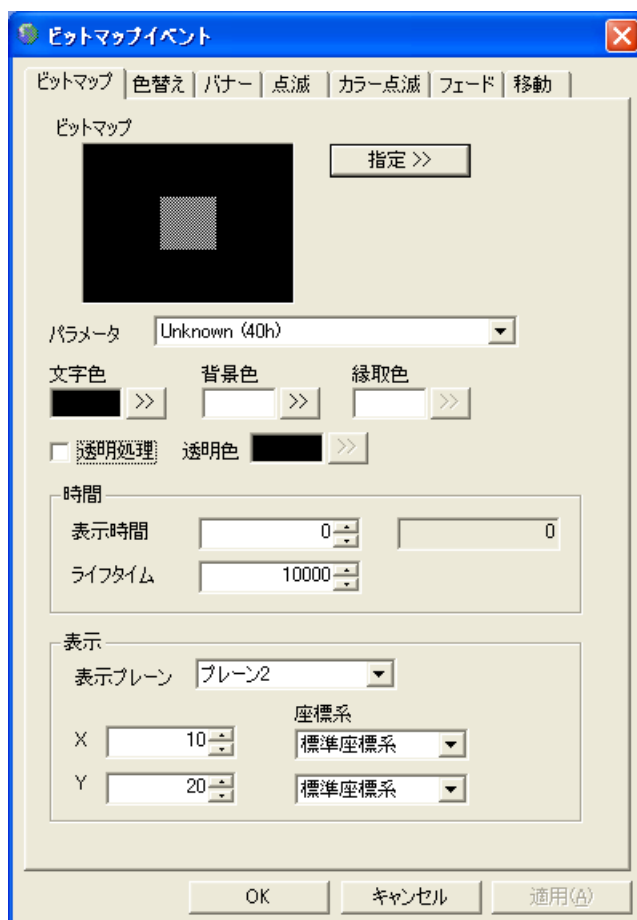 ビットマップイベント
ビットマップ 色替え バナー 点滅 カラー点滅 フェード 移動
ビットマップ
指定 >>
パラメータ Unknown (40h)
文字色 背景色 縁取色
>> >> >>
透明処理 透明色 >>
時間
表示時間 0 0
ライフタイム 10000
表示
表示プレーン プレーン2
座標系
X 10 標準座標系
Y 20 標準座標系
OK キャンセル 適用(A)